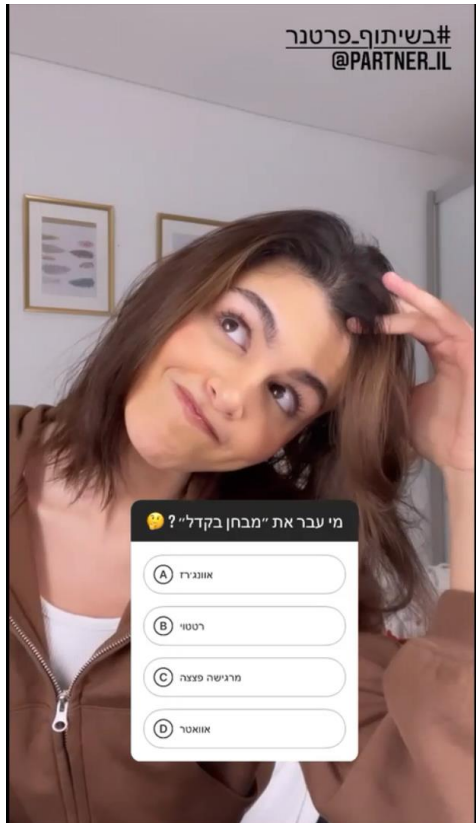 #בשיתוף_פרטנר
@PARTNER_IL
מי עבר את "מבחן בקדל"? 🤔
A אוונג'רז
B רטטוי
C מרגישה פצצה
D אוואטר